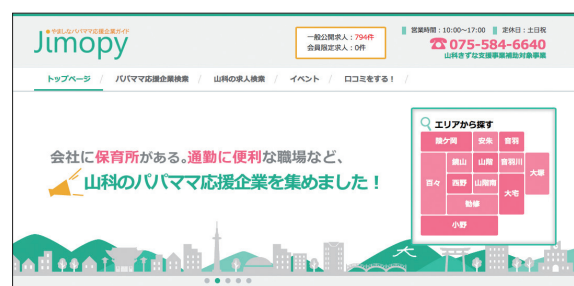 やましなパパママ応援企業ガイド
Jimopy
一般公開求人：794件
会員限定求人：0件
営業時間：10:00〜17:00 定休日：土日祝
075-584-6640
山科きずな支援事業補助対象事業
トップページ / パパママ応援企業検索 / 山科の求人検索 / イベント / 口コミをする！ /
会社に保育所がある。通勤に便利な職場など、
山科のパパママ応援企業を集めました！
エリアから探す
鏡ケ岡 安朱 音羽
鏡山 山階 音羽川
大塚
百々 西野 山階南
大宅
勧修
小野
大